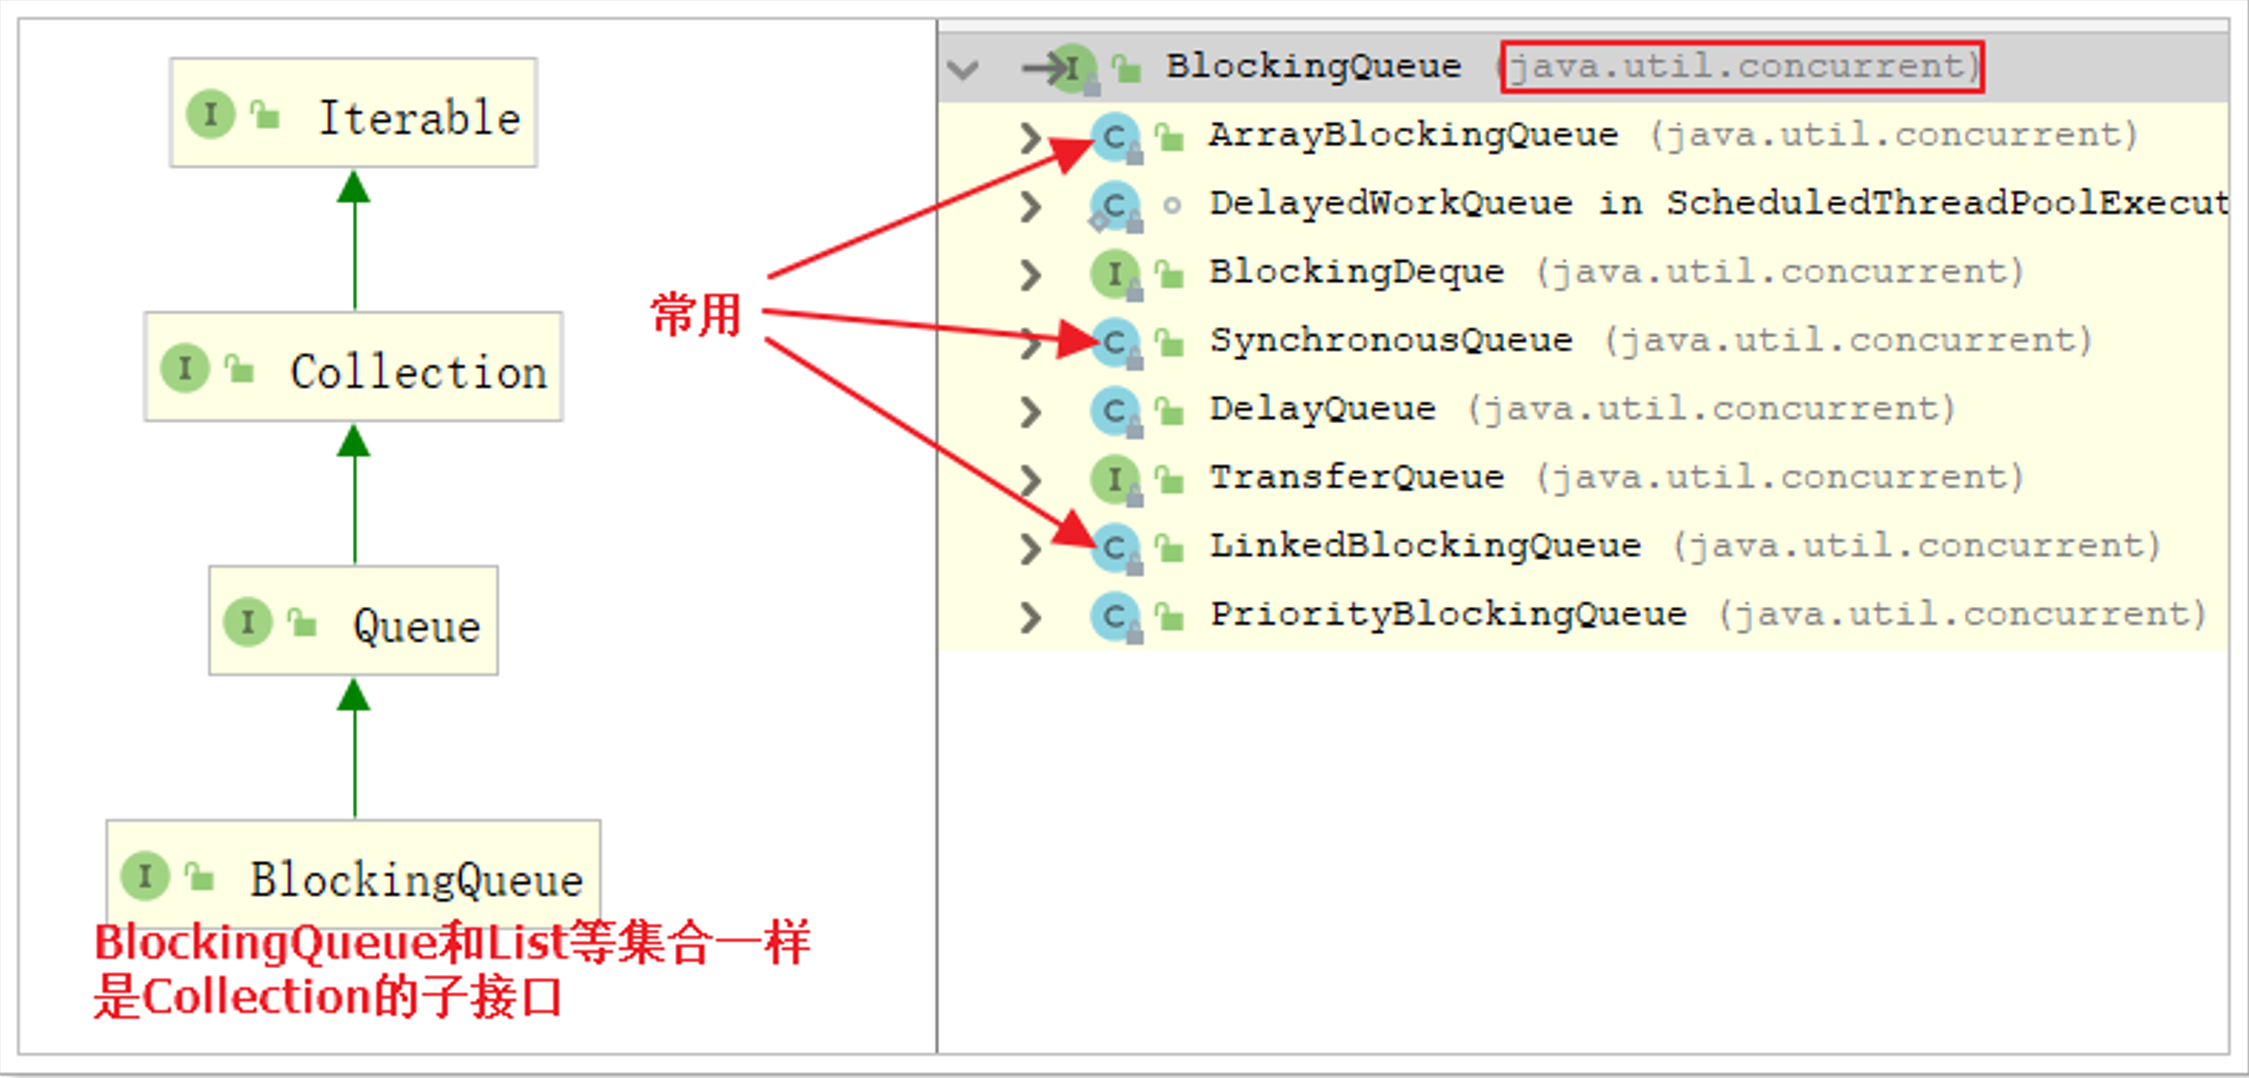 Iterable
Collection
Queue
BlockingQueue
BlockingQueue和List等集合一样
是Collection的子接口
常用
BlockingQueue (java.util.concurrent)
ArrayBlockingQueue (java.util.concurrent)
DelayedWorkQueue in ScheduledThreadPoolExecut
BlockingDeque (java.util.concurrent)
SynchronousQueue (java.util.concurrent)
DelayQueue (java.util.concurrent)
TransferQueue (java.util.concurrent)
LinkedBlockingQueue (java.util.concurrent)
PriorityBlockingQueue (java.util.concurrent)